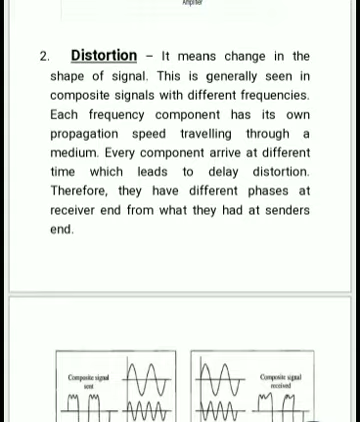 Amplifier
2. Distortion – It means change in the
shape of signal. This is generally seen in
composite signals with different frequencies.
Each frequency component has its own
propagation speed travelling through a
medium. Every component arrive at different
time which leads to delay distortion.
Therefore, they have different phases at
receiver end from what they had at senders
end.
Composite signal
sent
Composite signal
received